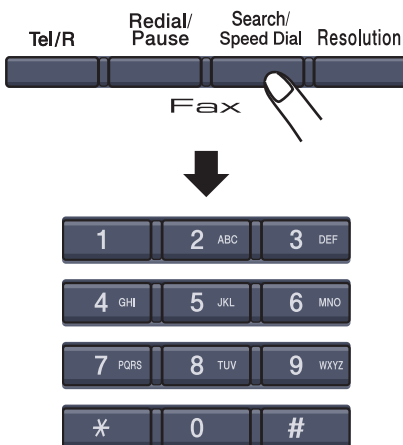 Tel/R Redial/ Pause Search/ Speed Dial Resolution
Fax
1 2 ABC 3 DEF
4 GHI 5 JKL 6 MNO
7 PQRS 8 TUV 9 WXYZ
* 0 #